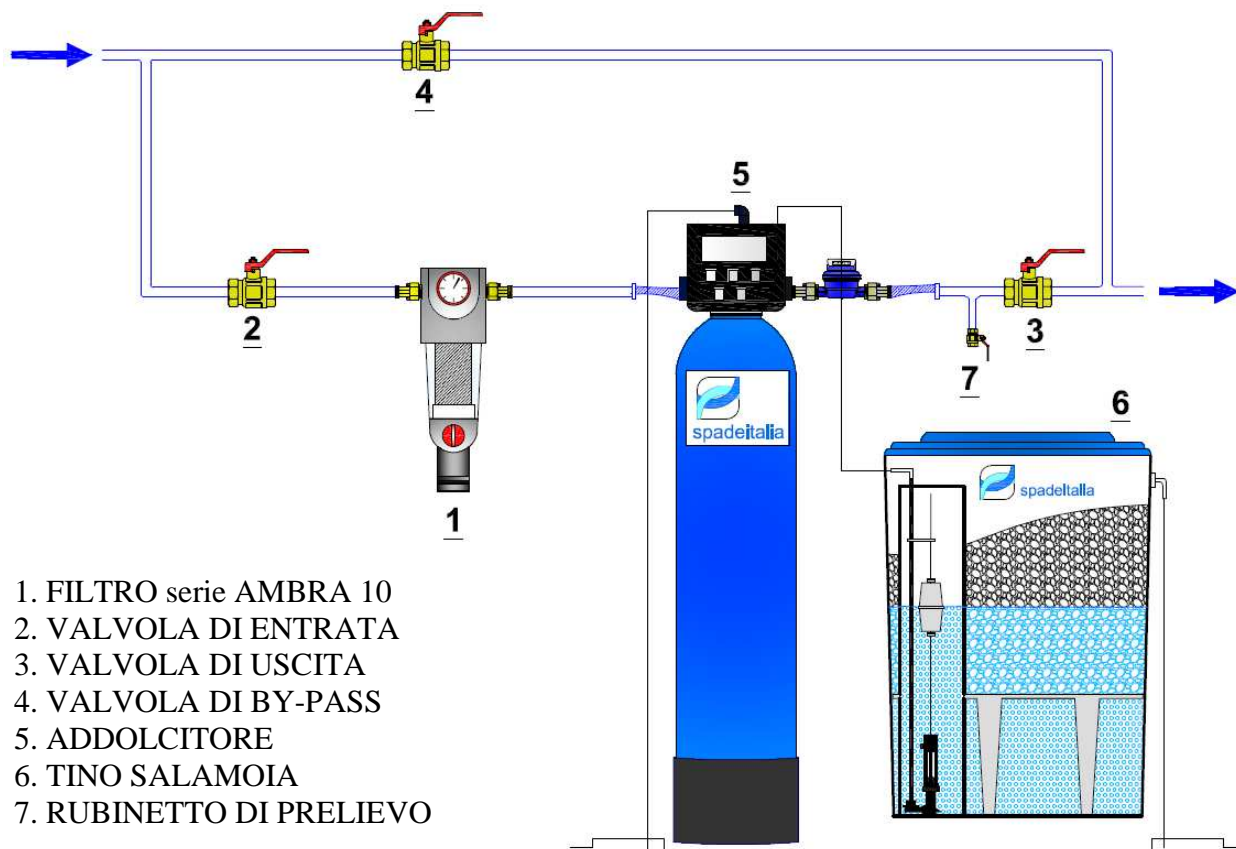 4
5
2
3
7
1
6
spadeitalia
spadeItalia
1. FILTRO serie AMBRA 10
2. VALVOLA DI ENTRATA
3. VALVOLA DI USCITA
4. VALVOLA DI BY-PASS
5. ADDOLCITORE
6. TINO SALAMOIA
7. RUBINETTO DI PRELIEVO